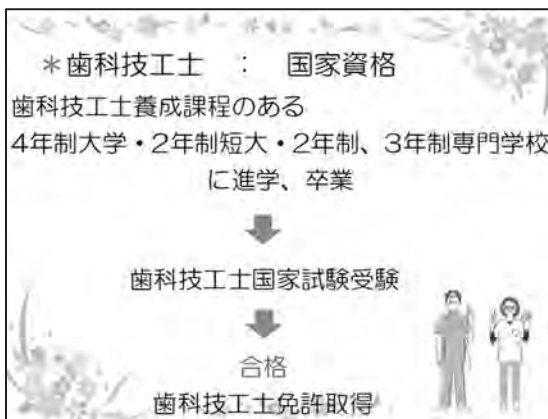 ＊歯科技工士　：　国家資格
歯科技工士養成課程のある
4年制大学・2年制短大・2年制、3年制専門学校
に進学、卒業
歯科技工士国家試験受験
合格
歯科技工士免許取得